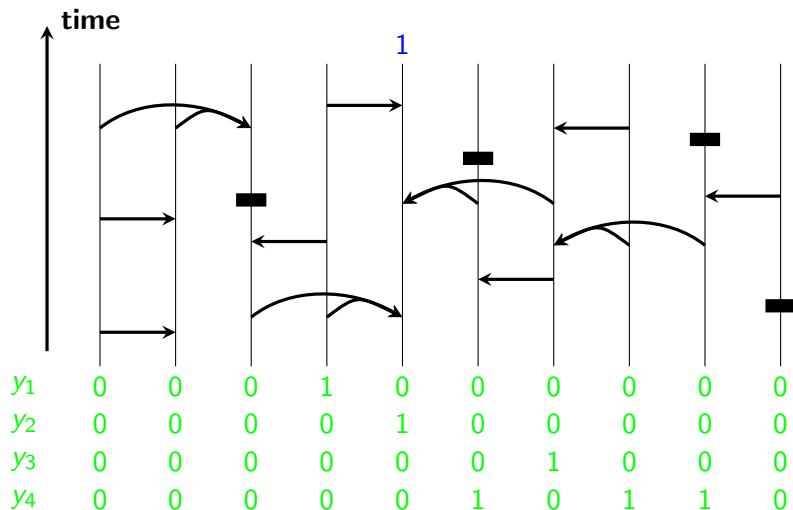 time
1
y1 0 0 0 1 0 0 0 0 0 0
y2 0 0 0 0 1 0 0 0 0 0
y3 0 0 0 0 0 0 1 0 0 0
y4 0 0 0 0 0 1 0 1 1 0